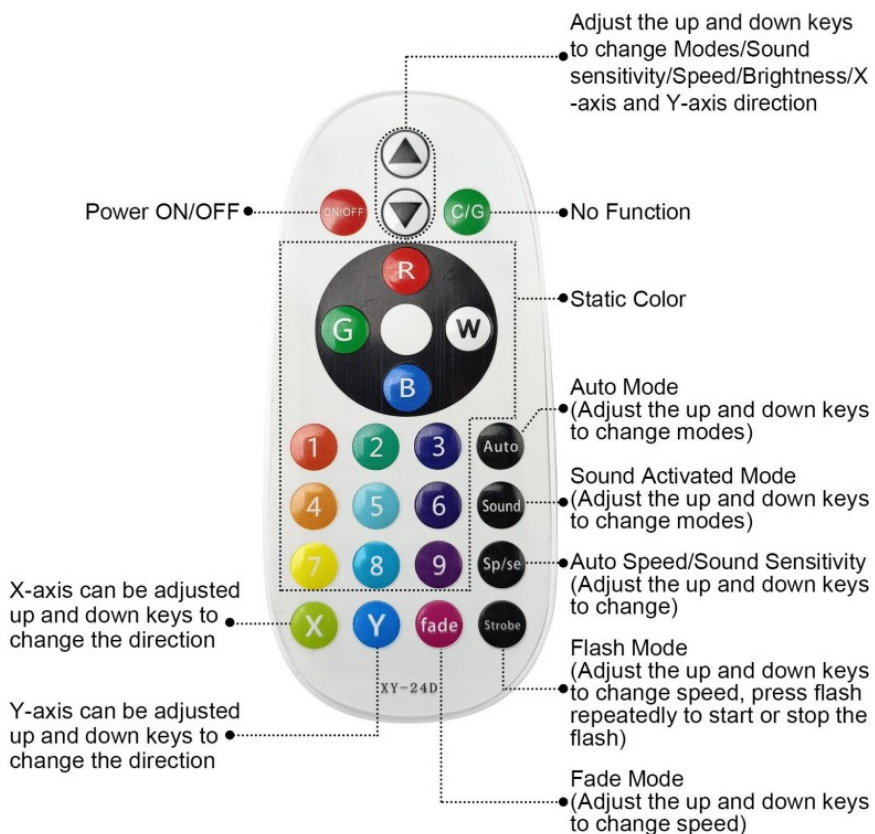 Adjust the up and down keys
to change Modes/Sound
sensitivity/Speed/Brightness/X
-axis and Y-axis direction
Power ON/OFF
ON/OFF
C/G
No Function
R
Static Color
G
W
B
Auto Mode
(Adjust the up and down keys
to change modes)
1 2 3 Auto
Sound Activated Mode
(Adjust the up and down keys
to change modes)
4 5 6 Sound
Auto Speed/Sound Sensitivity
(Adjust the up and down keys
to change)
7 8 9 Sp/se
X-axis can be adjusted
up and down keys to
change the direction
X Y fade Strobe
Flash Mode
(Adjust the up and down keys
to change speed, press flash
repeatedly to start or stop the
flash)
XY-24D
Y-axis can be adjusted
up and down keys to
change the direction
Fade Mode
(Adjust the up and down keys
to change speed)